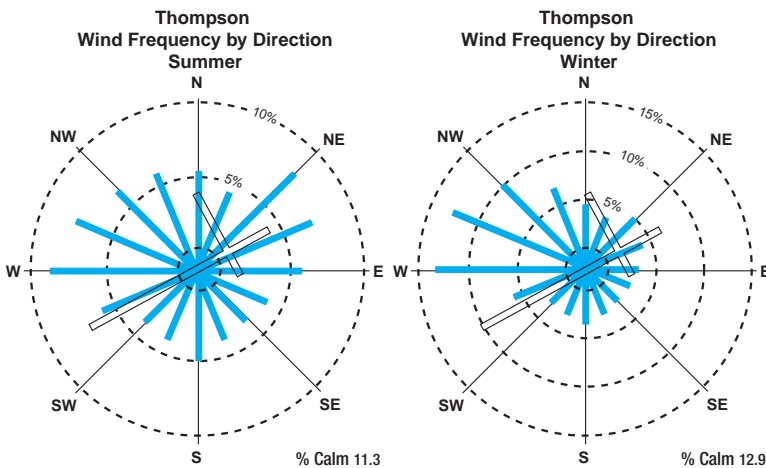 Thompson
Wind Frequency by Direction
Summer
N
10%
NW
NE
5%
W
E
SW
SE
S
% Calm 11.3
Thompson
Wind Frequency by Direction
Winter
N
15%
NW
NE
10%
5%
W
E
SW
SE
S
% Calm 12.9